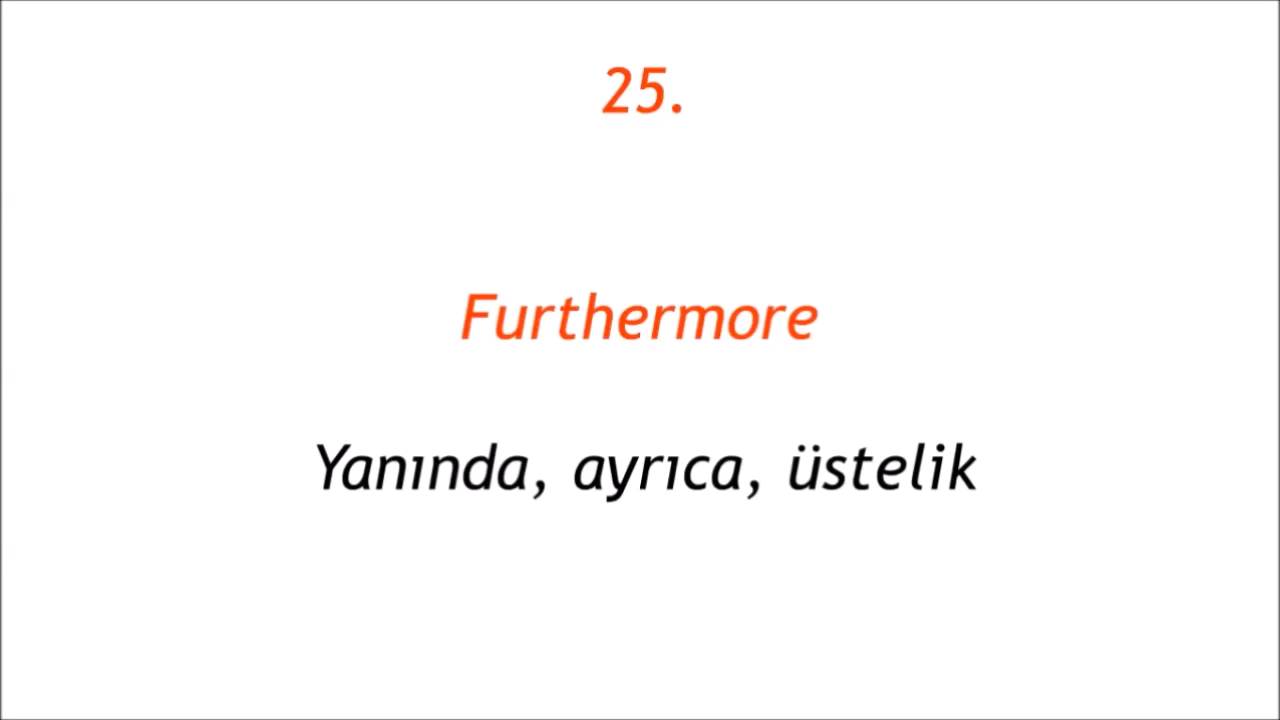 25.
Furthermore
Yanında, ayrıca, üstelik